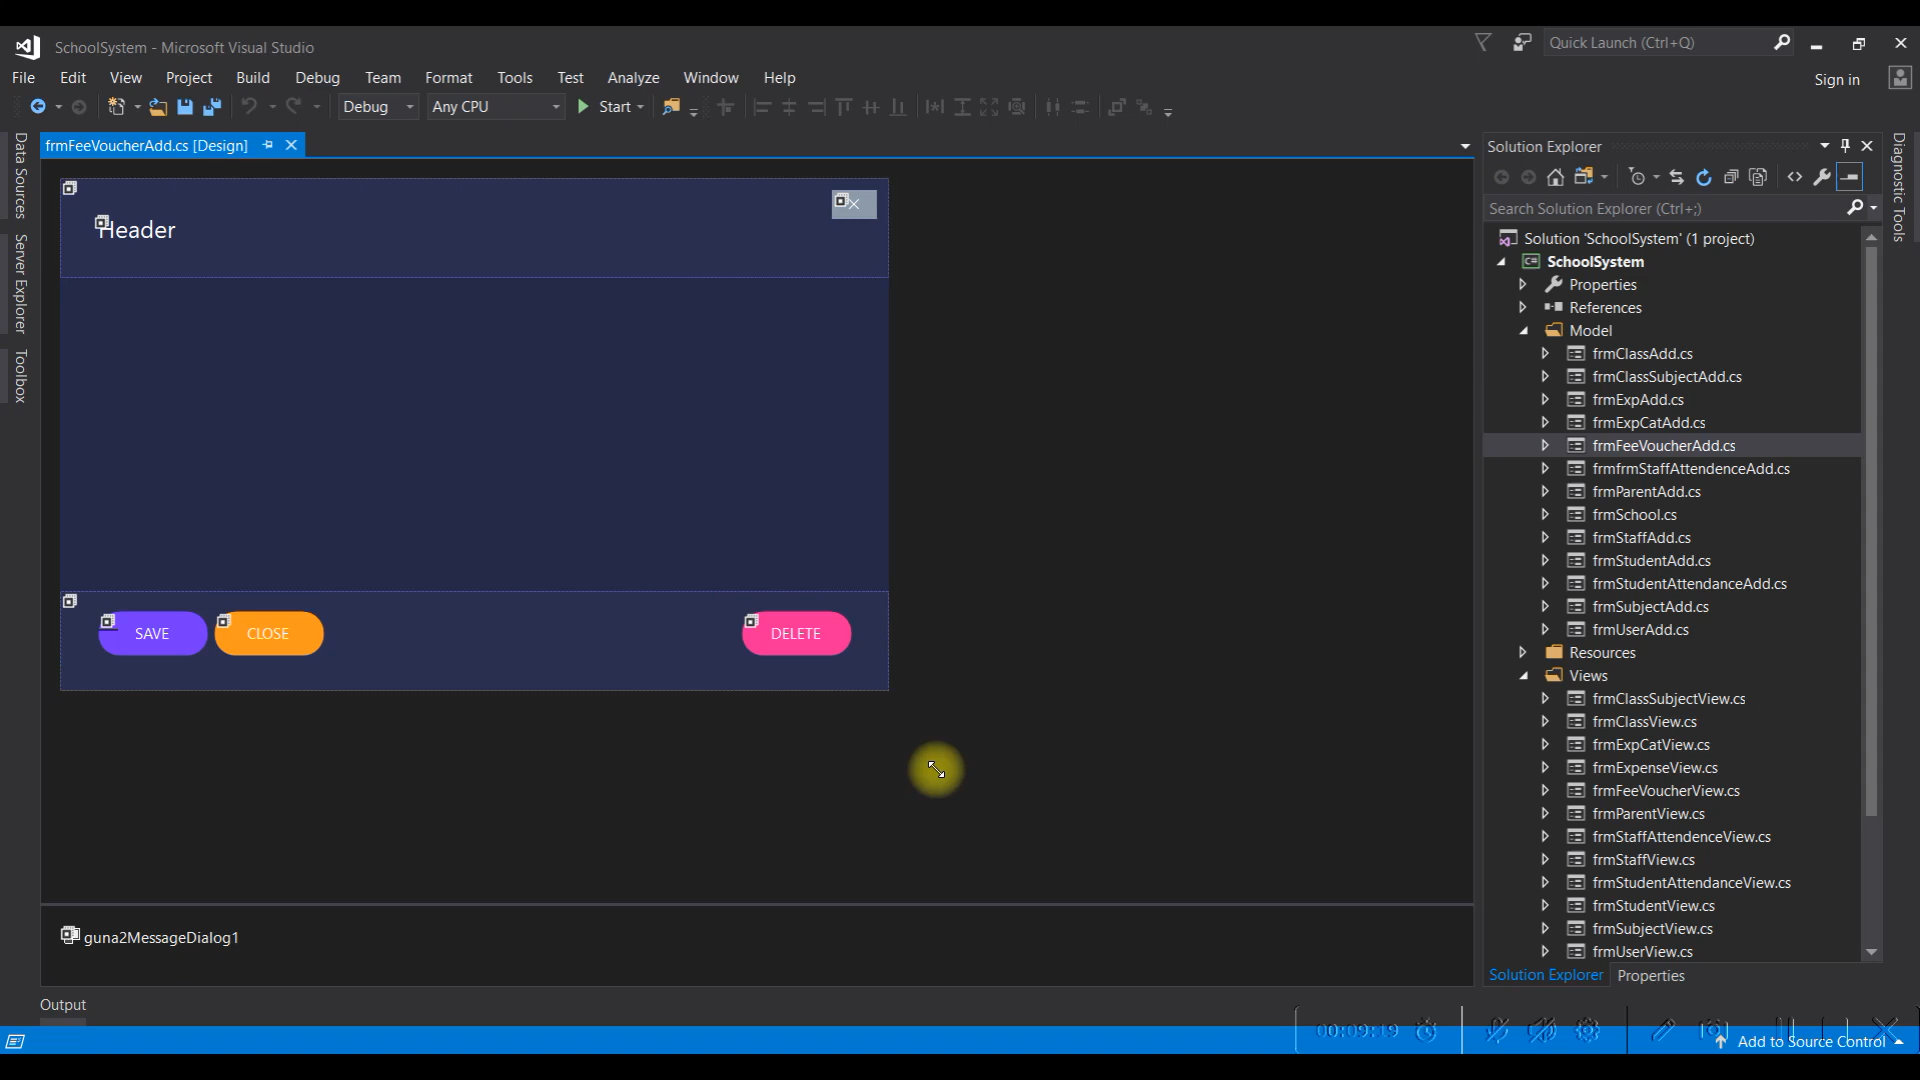 SchoolSystem - Microsoft Visual Studio
Quick Launch (Ctrl+Q)
File Edit View Project Build Debug Team Format Tools Test Analyze Window Help
Sign in
Debug Any CPU Start
Data Sources
Server Explorer
Toolbox
frmFeeVoucherAdd.cs [Design]
Header
SAVE
CLOSE
DELETE
guna2MessageDialog1
Output
Solution Explorer
Search Solution Explorer (Ctrl+;)
Solution 'SchoolSystem' (1 project)
SchoolSystem
Properties
References
Model
frmClassAdd.cs
frmClassSubjectAdd.cs
frmExpAdd.cs
frmExpCatAdd.cs
frmFeeVoucherAdd.cs
frmfrmStaffAttendenceAdd.cs
frmParentAdd.cs
frmSchool.cs
frmStaffAdd.cs
frmStudentAdd.cs
frmStudentAttendanceAdd.cs
frmSubjectAdd.cs
frmUserAdd.cs
Resources
Views
frmClassSubjectView.cs
frmClassView.cs
frmExpCatView.cs
frmExpenseView.cs
frmFeeVoucherView.cs
frmParentView.cs
frmStaffAttendenceView.cs
frmStaffView.cs
frmStudentAttendanceView.cs
frmStudentView.cs
frmSubjectView.cs
frmUserView.cs
Solution Explorer Properties
Diagnostic Tools
00:09:19
Add to Source Control